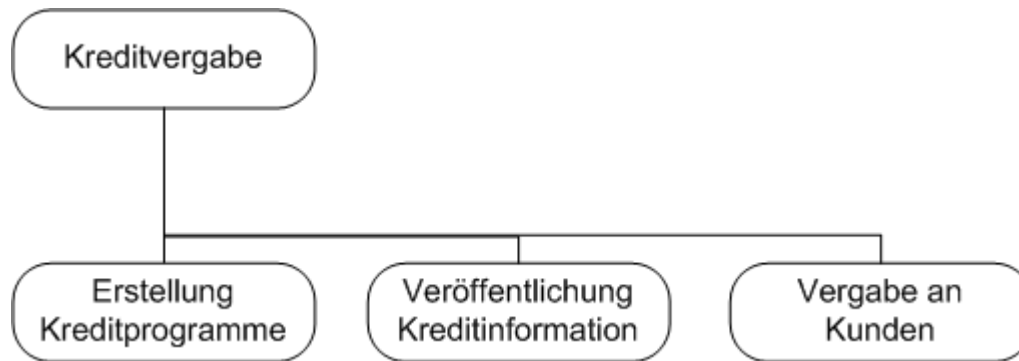 Kreditvergabe
Erstellung
Kreditprogramme
Veröffentlichung
Kreditinformation
Vergabe an
Kunden